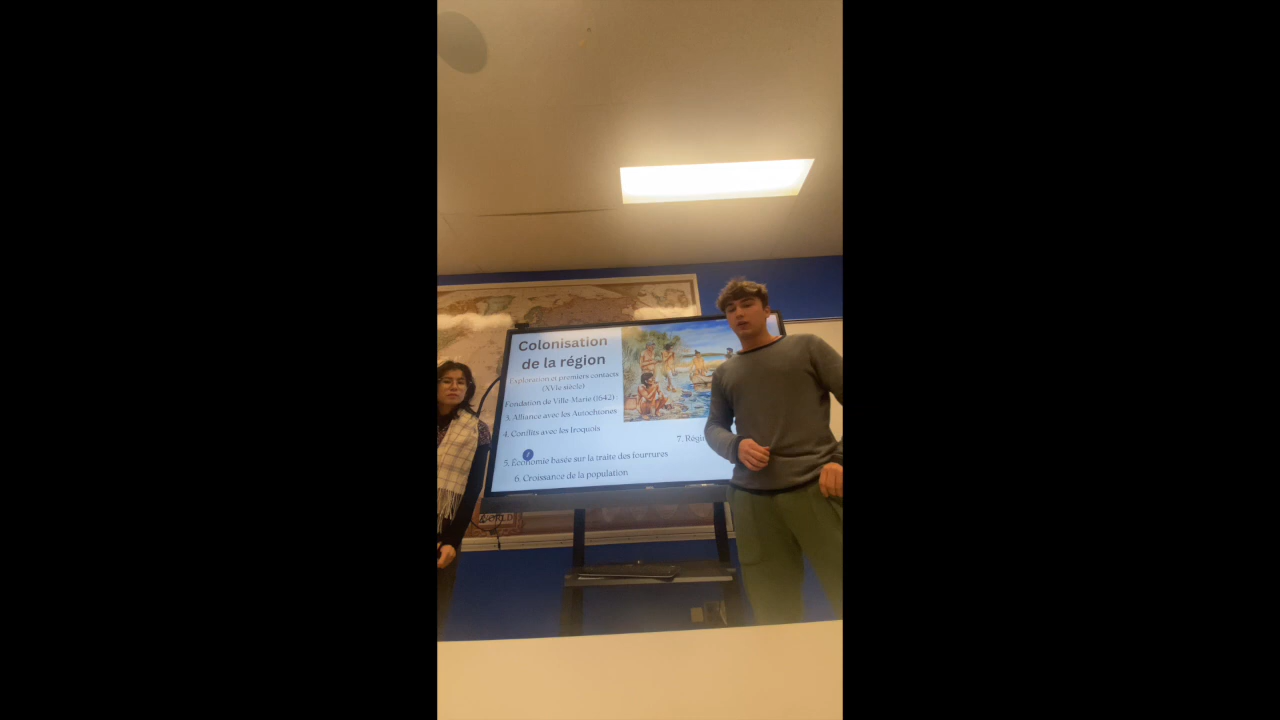 Colonisation
de la région
Exploration et premiers contacts
(XVIe siècle)
Fondation de Ville-Marie (1642)
3. Alliance avec les Autochtones
4. Conflits avec les Iroquois
7. Régi
5. Économie basée sur la traite des fourrures
6. Croissance de la population